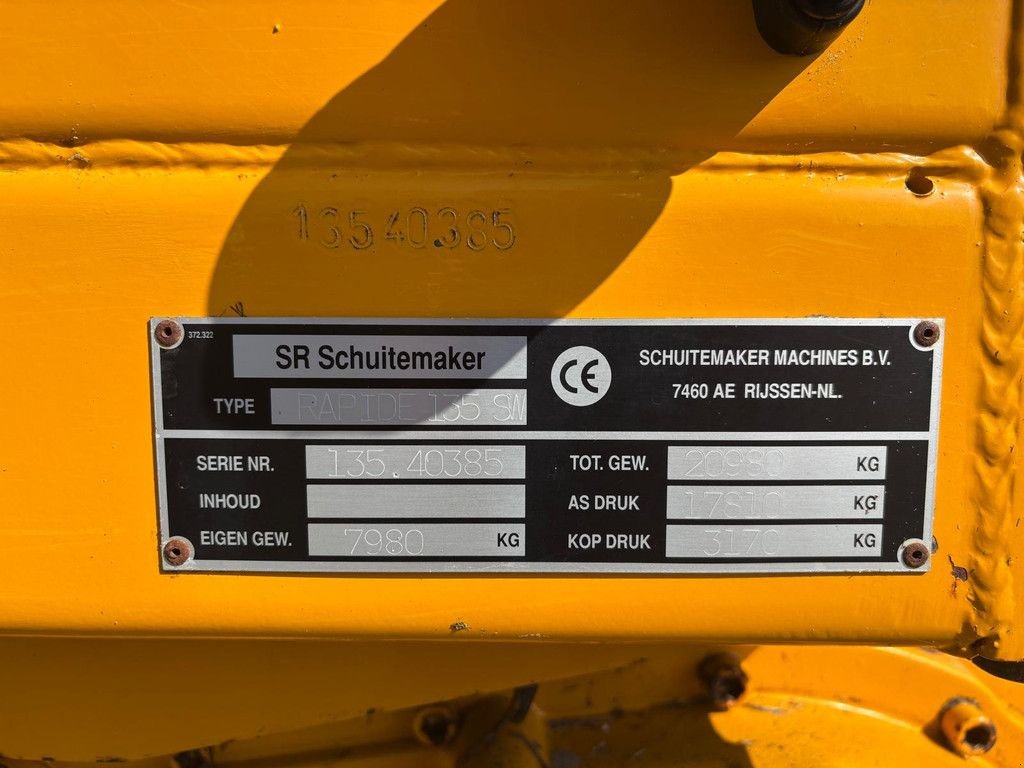 13540385
372.322
SR Schuitemaker
TYPE RAPIDE 135 SW
CE
SCHUITEMAKER MACHINES B.V.
7460 AE RIJSSEN-NL.
SERIE NR. 135.40385
INHOUD
EIGEN GEW. 7980 KG
TOT. GEW. 20980 KG
AS DRUK 17810 KG
KOP DRUK 3170 KG